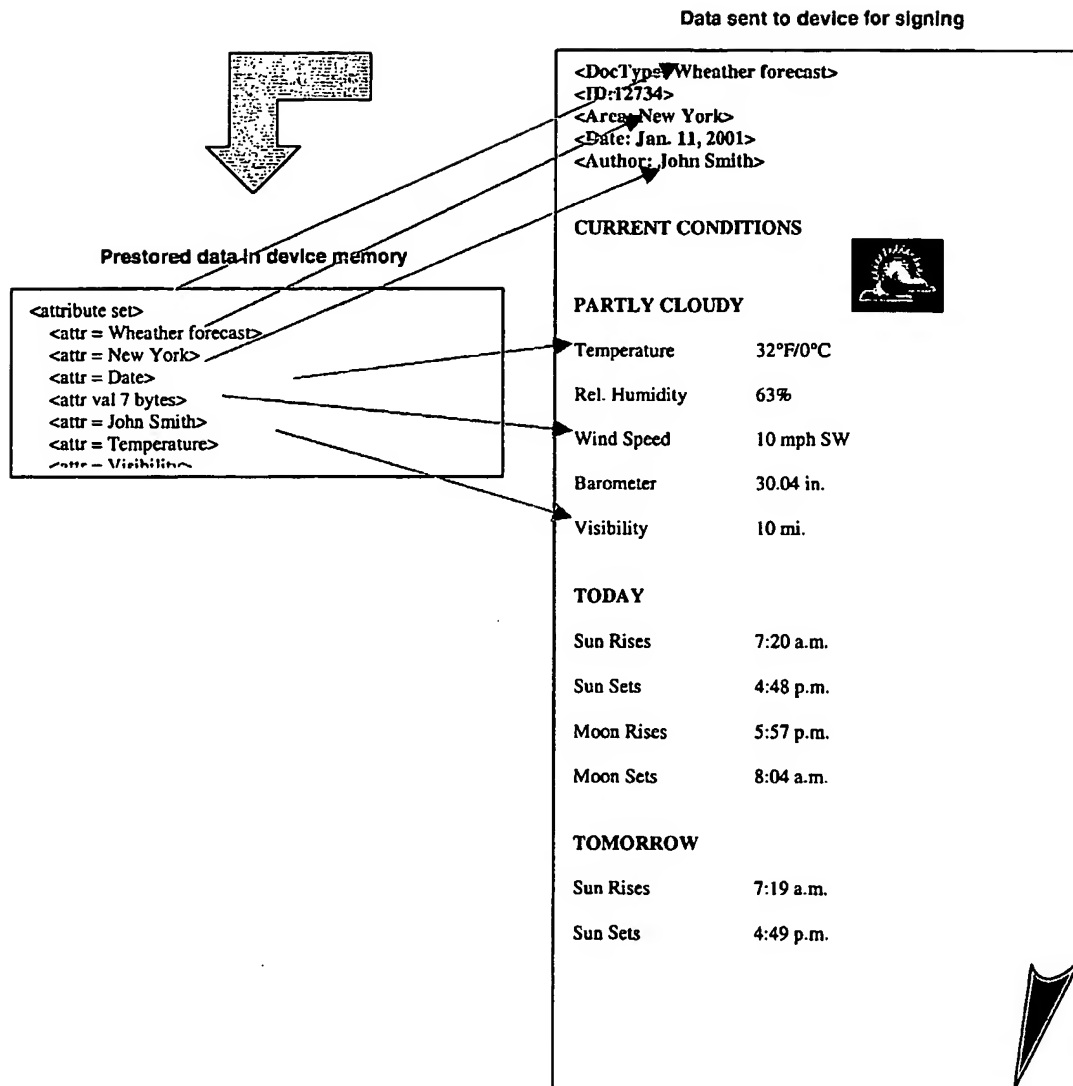 Data sent to device for signing
<DocType: Wheather forecast>
<ID:12734>
<Area: New York>
<Date: Jan. 11, 2001>
<Author: John Smith>
CURRENT CONDITIONS
Prestored data in device memory
<attribute set>
<attr = Wheather forecast>
<attr = New York>
<attr = Date>
<attr val 7 bytes>
<attr = John Smith>
<attr = Temperature>
<attr = Visibility>
PARTLY CLOUDY
Temperature 32°F/0°C
Rel. Humidity 63%
Wind Speed 10 mph SW
Barometer 30.04 in.
Visibility 10 mi.
TODAY
Sun Rises 7:20 a.m.
Sun Sets 4:48 p.m.
Moon Rises 5:57 p.m.
Moon Sets 8:04 a.m.
TOMORROW
Sun Rises 7:19 a.m.
Sun Sets 4:49 p.m.